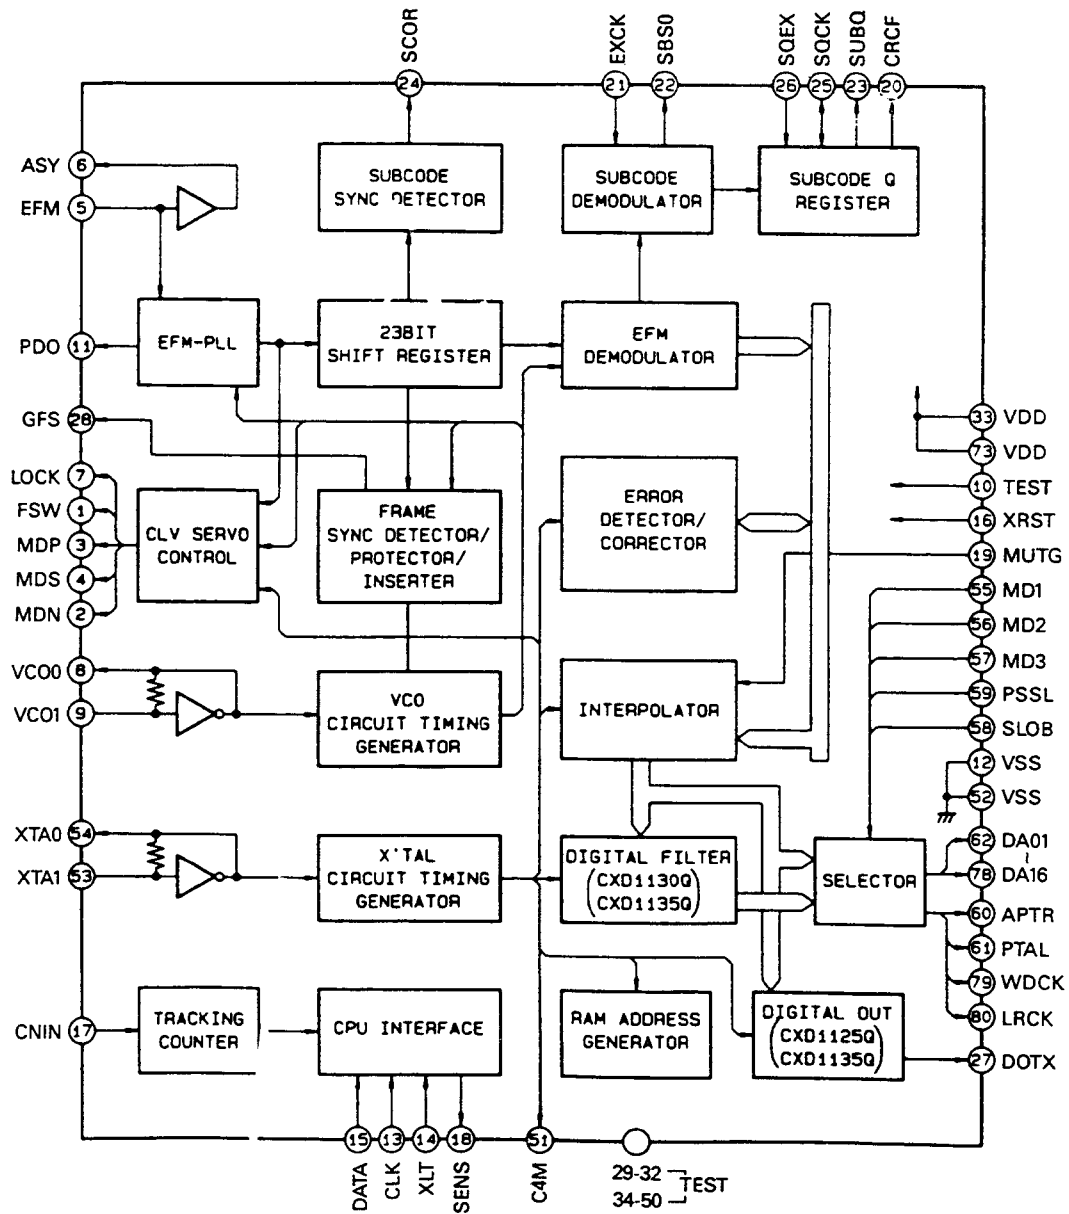 SCOR
EXCK
SBS0
SQEX
SQCK
SUBQ
CRCF
24
21
22
26
25
23
20
ASY 6
EFM 5
SUBCODE
SYNC DETECTOR
SUBCODE
DEMODULATOR
SUBCODE Q
REGISTER
PDO 11
EFM-PLL
23BIT
SHIFT REGISTER
EFM
DEMODULATOR
GFS 28
LOCK 7
FSW 1
MDP 3
MDS 4
MDN 2
CLV SERVO
CONTROL
FRAME
SYNC DETECTOR/
PROTECTOR/
INSERTER
ERROR
DETECTOR/
CORRECTOR
33 VDD
73 VDD
10 TEST
16 XRST
19 MUTG
55 MD1
56 MD2
57 MD3
59 PSSL
58 SLOB
12 VSS
52 VSS
VCO0 8
VCO1 9
VCO
CIRCUIT TIMING
GENERATOR
INTERPOLATOR
XTA0 54
XTA1 53
X'TAL
CIRCUIT TIMING
GENERATOR
DIGITAL FILTER
(CXD1130Q
CXD1135Q)
SELECTOR
62 DA01
~
78 DA16
60 APTR
61 PTAL
79 WDCK
80 LRCK
27 DOTX
CNIN 17
TRACKING
COUNTER
CPU INTERFACE
RAM ADDRESS
GENERATOR
DIGITAL OUT
(CXD1125Q
CXD1135Q)
15
13
14
18
51
DATA
CLK
XLT
SENS
C4M
29-32
34-50
TEST